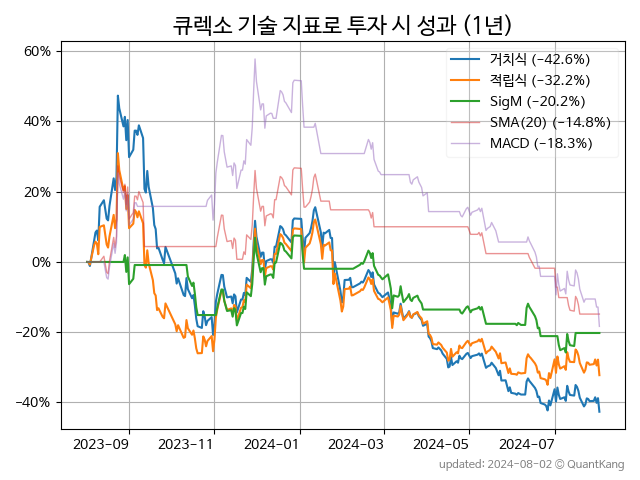 큐렉소 기술 지표로 투자 시 성과 (1년)
60%
40%
20%
0%
−20%
−40%
거치식 (−42.6%)
적립식 (−32.2%)
SigM (−20.2%)
SMA(20) (−14.8%)
MACD (−18.3%)
2023-09
2023-11
2024-01
2024-03
2024-05
2024-07
updated: 2024-08-02 © QuantKang